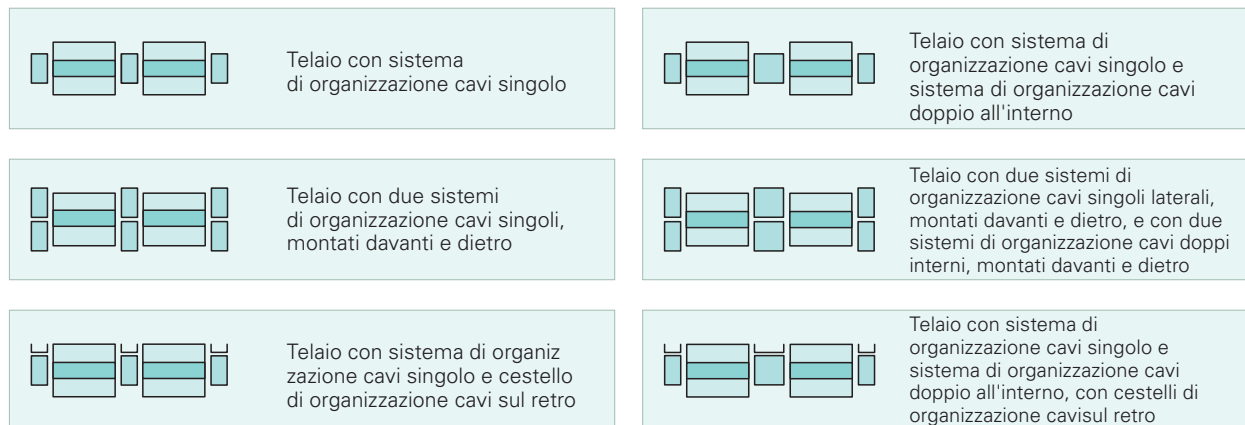 Telaio con sistema
di organizzazione cavi singolo
Telaio con sistema di
organizzazione cavi singolo e
sistema di organizzazione cavi
doppio all'interno
Telaio con due sistemi
di organizzazione cavi singoli,
montati davanti e dietro
Telaio con due sistemi di
organizzazione cavi singoli laterali,
montati davanti e dietro, e con due
sistemi di organizzazione cavi doppi
interni, montati davanti e dietro
Telaio con sistema di organiz
zazione cavi singolo e cestello
di organizzazione cavi sul retro
Telaio con sistema di
organizzazione cavi singolo e
sistema di organizzazione cavi
doppio all'interno, con cestelli di
organizzazione cavisul retro